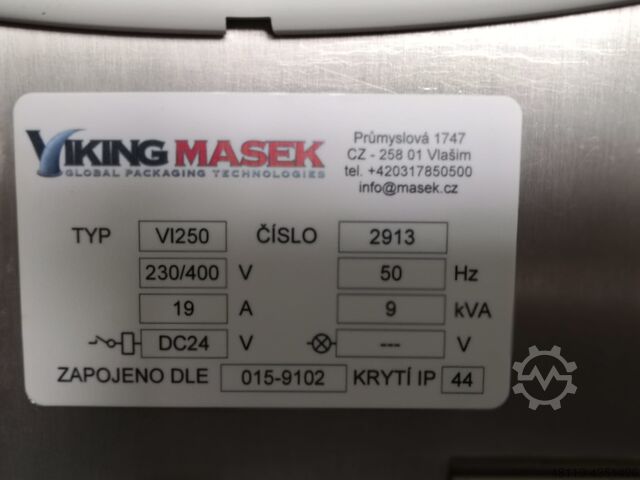 VIKING MASEK
GLOBAL PACKAGING TECHNOLOGIES
Průmyslová 1747
CZ - 258 01 Vlašim
tel. +420317850500
info@masek.cz
TYP VI250 ČÍSLO 2913
230/400 V 50 Hz
19 A 9 kVA
DC24 V --- V
ZAPOJENO DLE 015-9102 KRYTÍ IP 44